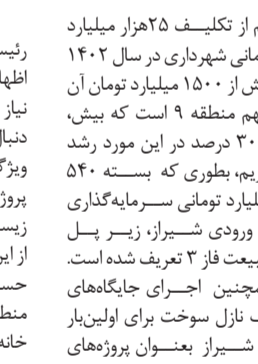 م از تکلیف ۲۵هزار میلیارد
مانی شهرداری در سال ۱۴۰۲
ش از ۱۵۰۰ میلیارد تومان آن
هم منطقه ۹ است که بیش،
۳۰ درصد در این مورد رشد
ریم، بطوری که بسته ۵۴۰
لیارد تومانی سرمایه‌گذاری
ورودی شیراز، زیر پل
بیعت فاز ۳ تعریف شده است.
مچنین اجرای جایگاه‌های
ک نازل سوخت برای اولین‌بار
شیراز بعنوان پروژه‌های
رئیس
اظها
نیاز
دنبال
ویژگ
پروژ
زیس
از این
حس
منط
خانه